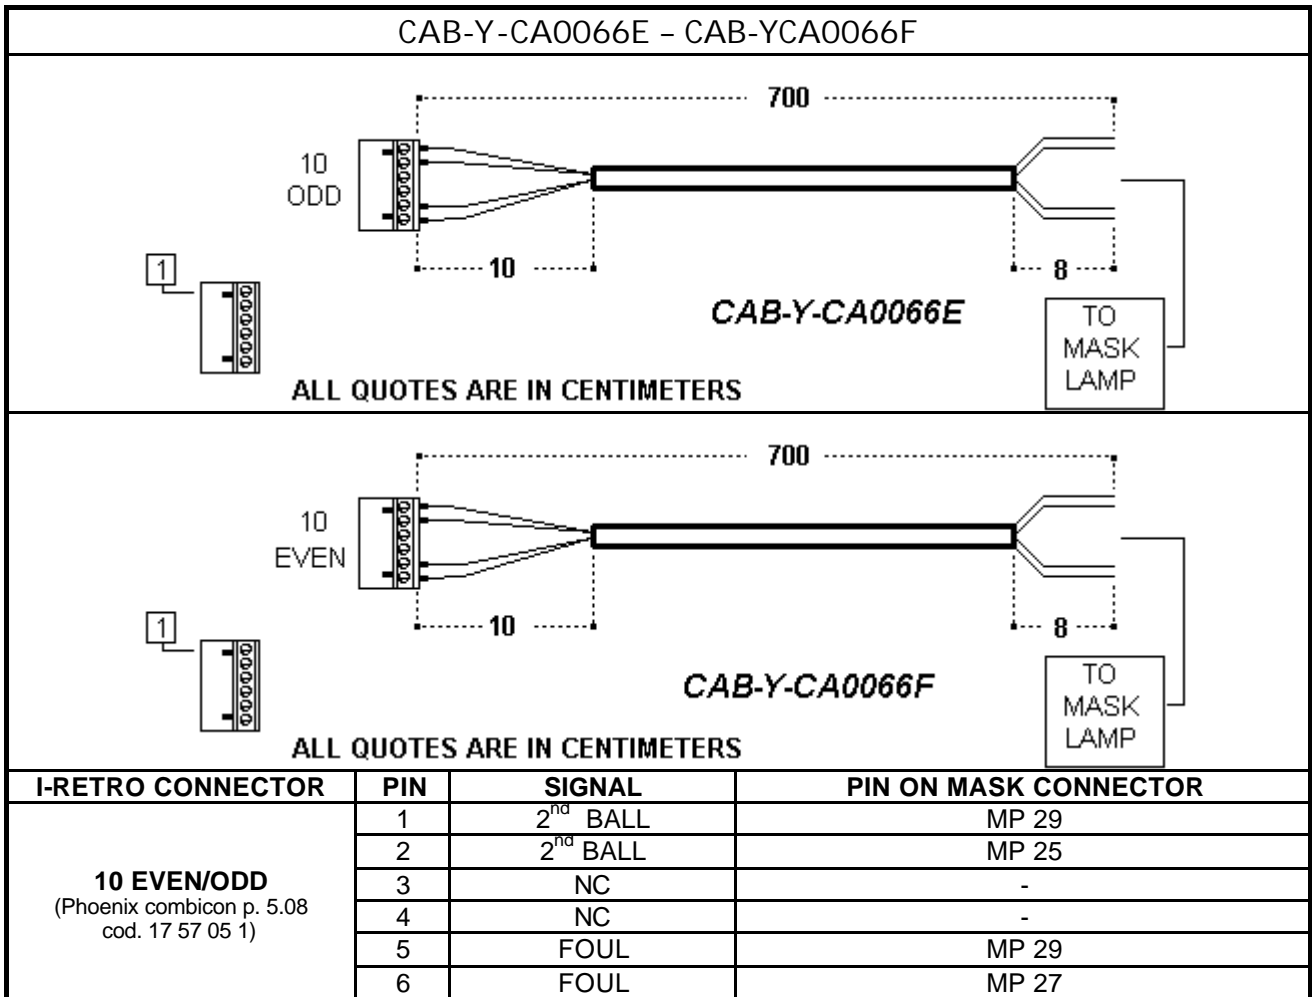 CAB-Y-CA0066E – CAB-YCA0066F
700
10
ODD
1
10
8
CAB-Y-CA0066E
TO
MASK
LAMP
ALL QUOTES ARE IN CENTIMETERS
700
10
EVEN
1
10
8
CAB-Y-CA0066F
TO
MASK
LAMP
ALL QUOTES ARE IN CENTIMETERS
I-RETRO CONNECTOR PIN SIGNAL PIN ON MASK CONNECTOR
10 EVEN/ODD
(Phoenix combicon p. 5.08
cod. 17 57 05 1)
1 2nd BALL MP 29
2 2nd BALL MP 25
3 NC -
4 NC -
5 FOUL MP 29
6 FOUL MP 27